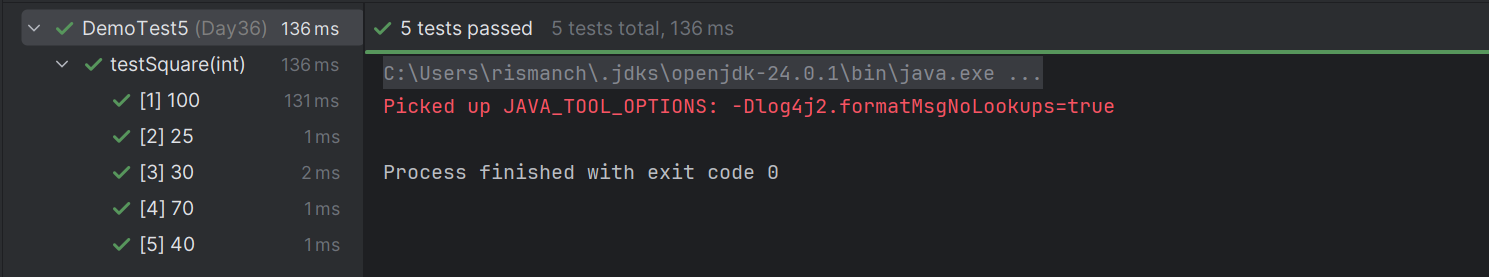 DemoTest5 (Day36) 136 ms
testSquare(int) 136 ms
[1] 100 131 ms
[2] 25 1 ms
[3] 30 2 ms
[4] 70 1 ms
[5] 40 1 ms
5 tests passed 5 tests total, 136 ms
C:\Users\rismanch\.jdks\openjdk-24.0.1\bin\java.exe ...
Picked up JAVA_TOOL_OPTIONS: -Dlog4j2.formatMsgNoLookups=true
Process finished with exit code 0